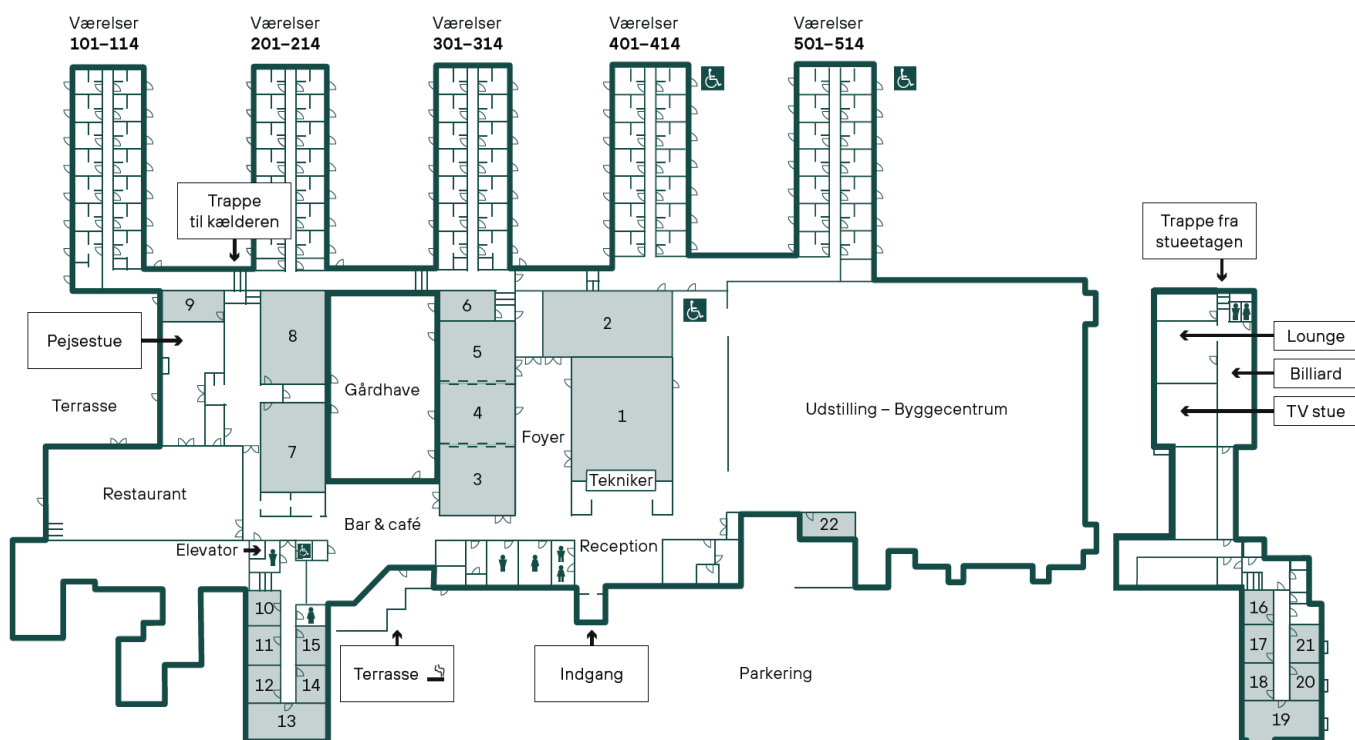 Værelser
101–114
Værelser
201–214
Værelser
301–314
Værelser
401–414
Værelser
501–514
Trappe
til kælderen
Trappe fra
stueetagen
9
8
6
2
5
Pejsestue
Lounge
Billiard
TV stue
Gårdhave
Terrasse
4
1
Udstilling – Byggecentrum
Foyer
7
3
Tekniker
Restaurant
Bar & café
22
Elevator
Reception
10
16
11
15
17
21
Terrasse
Indgang
Parkering
12
14
18
20
13
19